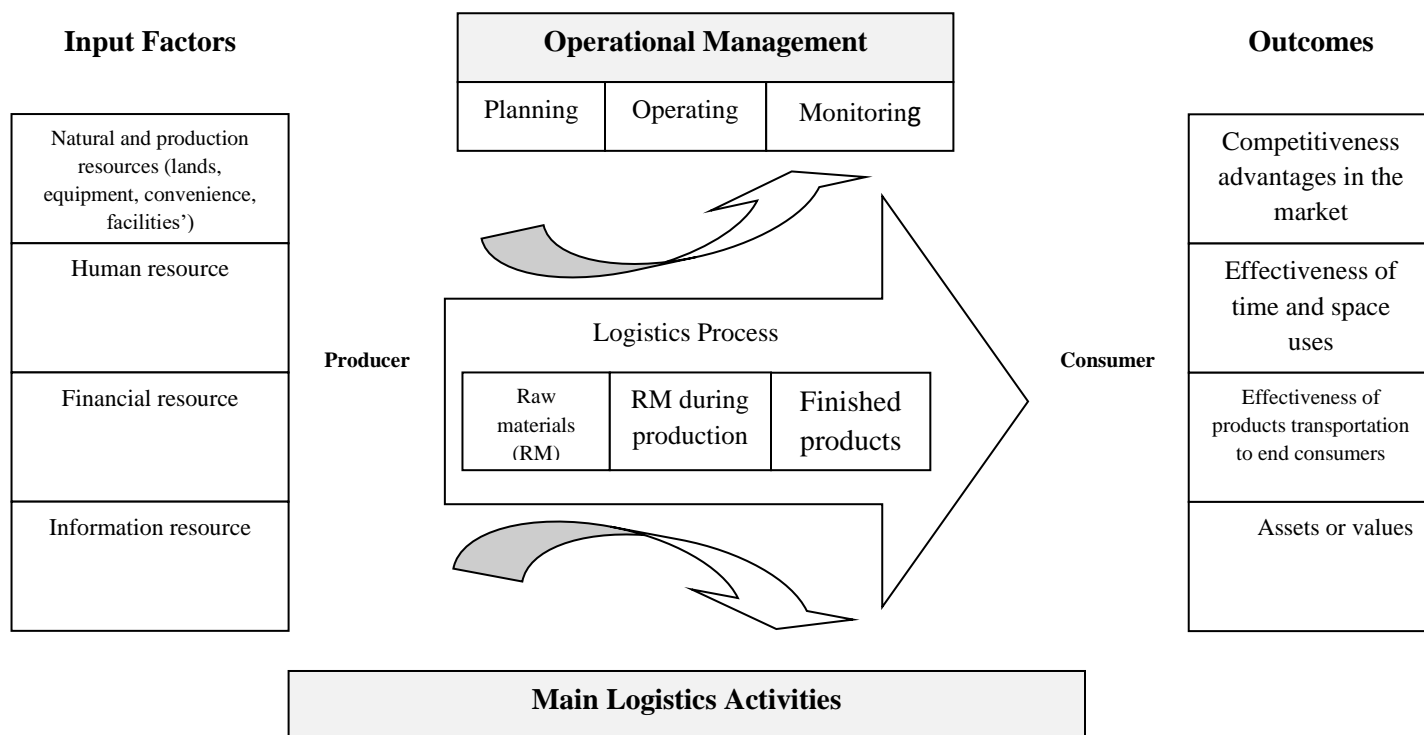 Input Factors
Operational Management
Outcomes
Planning
Operating
Monitoring
Natural and production
resources (lands,
equipment, convenience,
facilities’)
Human resource
Financial resource
Information resource
Producer
Logistics Process
Raw
materials
(RM)
RM during
production
Finished
products
Consumer
Competitiveness
advantages in the
market
Effectiveness of
time and space
uses
Effectiveness of
products transportation
to end consumers
Assets or values
Main Logistics Activities